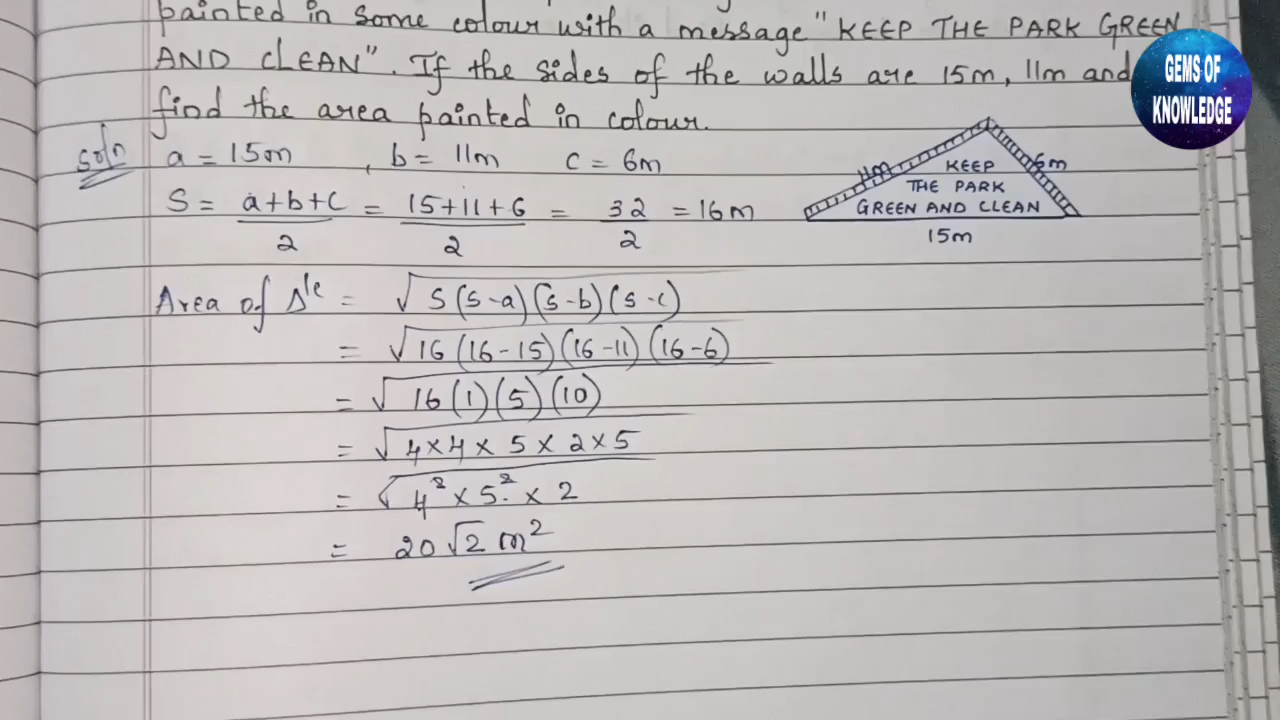 painted in some colour with a message "KEEP THE PARK GREEN
AND CLEAN". If the sides of the walls are 15m, 11m and
find the area painted in colour.
Soln a = 15m , b = 11m c = 6m
S = a+b+c/2 = 15+11+6/2 = 32/2 = 16m
Area of Δle = √s(s-a)(s-b)(s-c)
= √16(16-15)(16-11)(16-6)
= √16(1)(5)(10)
= √4×4×5×2×5
= √4²×5²×2
= 20√2 m²
11m
6m
KEEP
THE PARK
GREEN AND CLEAN
15m
GEMS OF
KNOWLEDGE